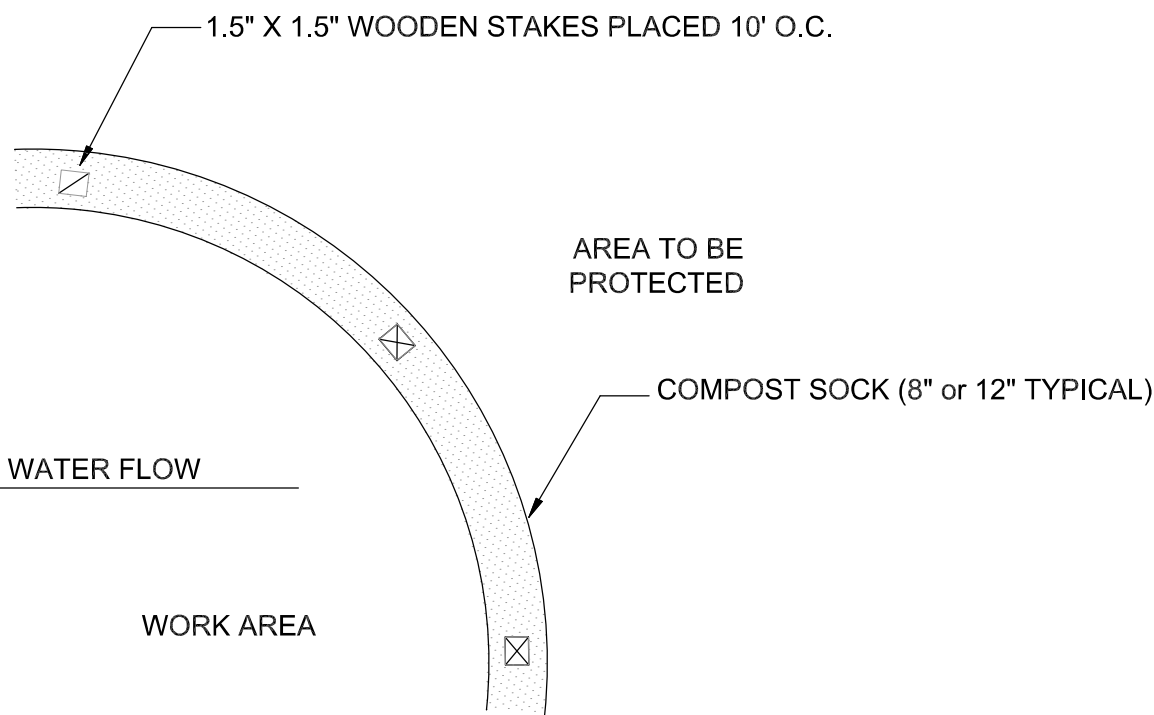 1.5" X 1.5" WOODEN STAKES PLACED 10' O.C.
AREA TO BE
PROTECTED
COMPOST SOCK (8" or 12" TYPICAL)
WATER FLOW
WORK AREA